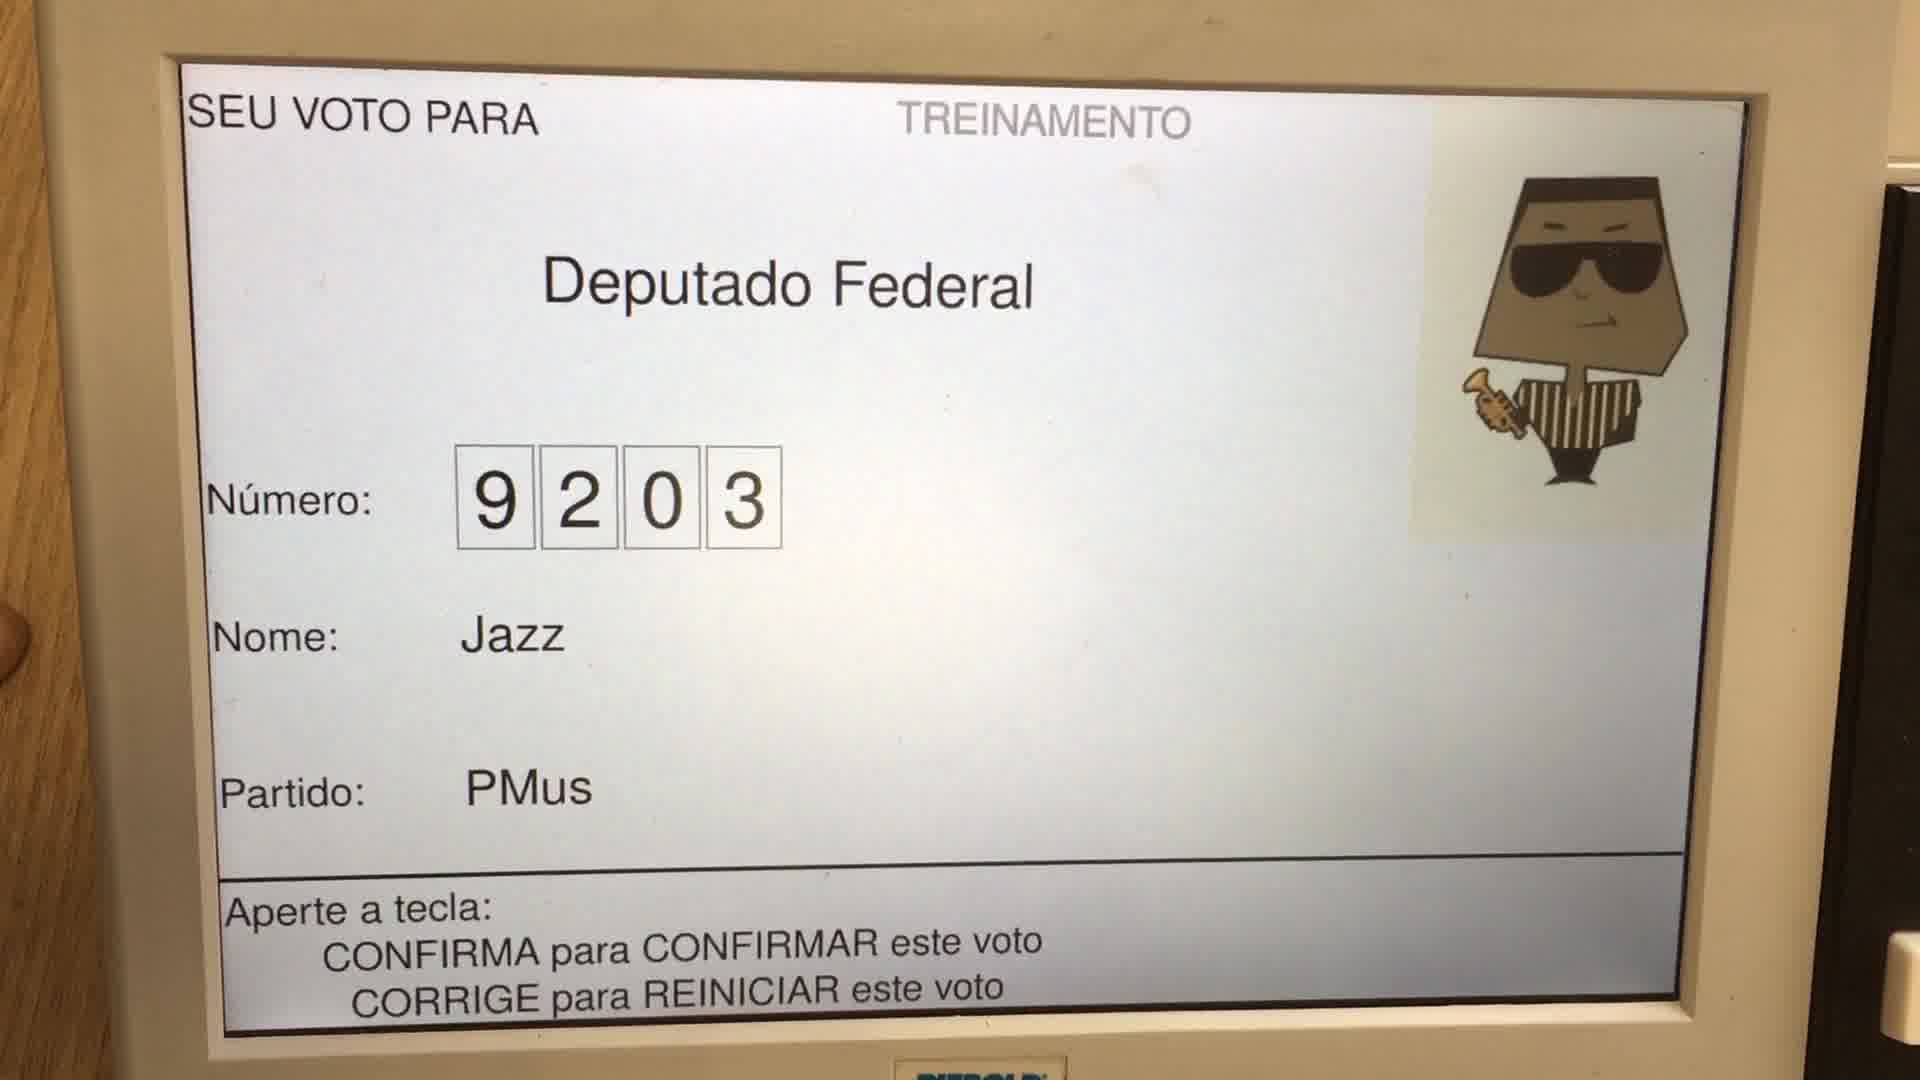 SEU VOTO PARA
TREINAMENTO
Deputado Federal
Número: 9 2 0 3
Nome: Jazz
Partido: PMus
Aperte a tecla:
CONFIRMA para CONFIRMAR este voto
CORRIGE para REINICIAR este voto